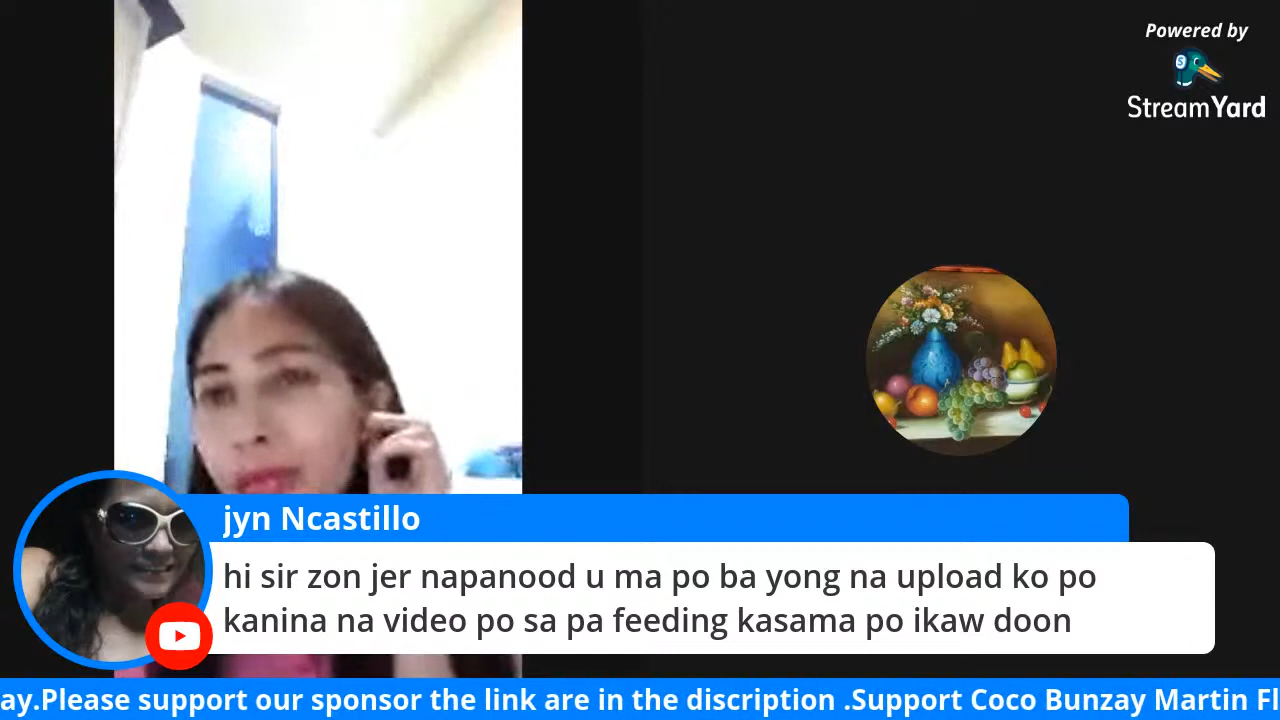 Powered by
StreamYard
jyn Ncastillo
hi sir zon jer napanood u ma po ba yong na upload ko po
kanina na video po sa pa feeding kasama po ikaw doon
ay.Please support our sponsor the link are in the discription .Support Coco Bunzay Martin Fl